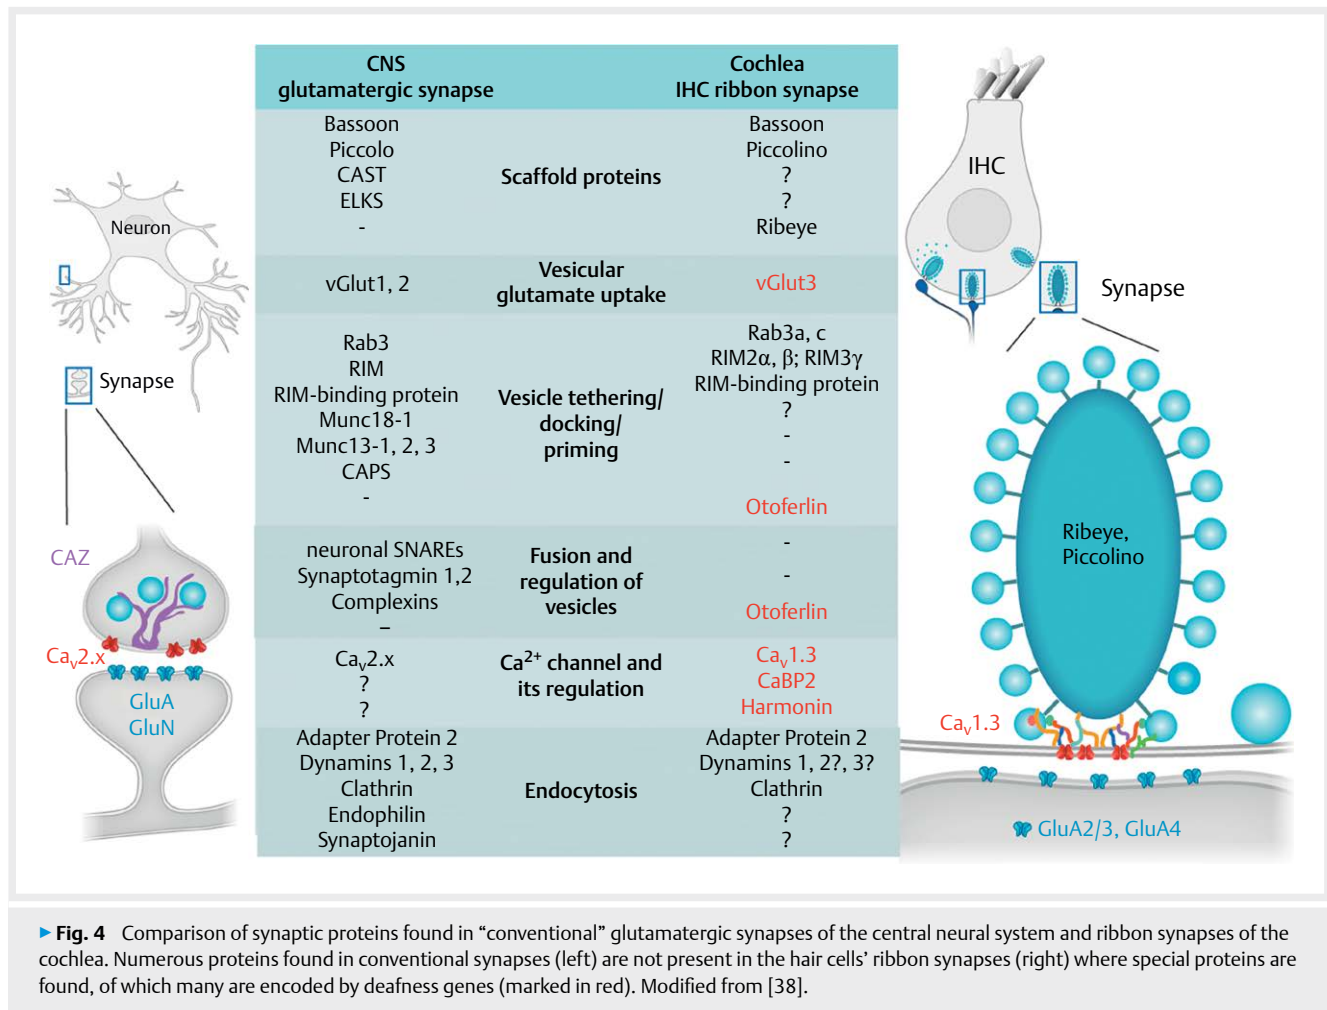 CNS
glutamatergic synapse
Cochlea
IHC ribbon synapse
Bassoon
Piccolo
CAST
ELKS
-
Scaffold proteins
Bassoon
Piccolino
?
?
Ribeye
vGlut1, 2
Vesicular
glutamate uptake
vGlut3
Rab3
RIM
RIM-binding protein
Munc18-1
Munc13-1, 2, 3
CAPS
-
Vesicle tethering/
docking/
priming
Rab3a, c
RIM2α, β; RIM3γ
RIM-binding protein
?
-
-
Otoferlin
neuronal SNAREs
Synaptotagmin 1,2
Complexins
–
Fusion and
regulation of
vesicles
-
-
Otoferlin
Cav2.x
?
?
Ca2+ channel and
its regulation
Cav1.3
CaBP2
Harmonin
Adapter Protein 2
Dynamins 1, 2, 3
Clathrin
Endophilin
Synaptojanin
Endocytosis
Adapter Protein 2
Dynamins 1, 2?, 3?
Clathrin
?
?
Neuron
Synapse
CAZ
Cav2.x
GluA
GluN
IHC
Synapse
Ribeye,
Piccolino
Cav1.3
GluA2/3, GluA4
▶ Fig. 4 Comparison of synaptic proteins found in “conventional” glutamatergic synapses of the central neural system and ribbon synapses of the
cochlea. Numerous proteins found in conventional synapses (left) are not present in the hair cells’ ribbon synapses (right) where special proteins are
found, of which many are encoded by deafness genes (marked in red). Modified from [38].